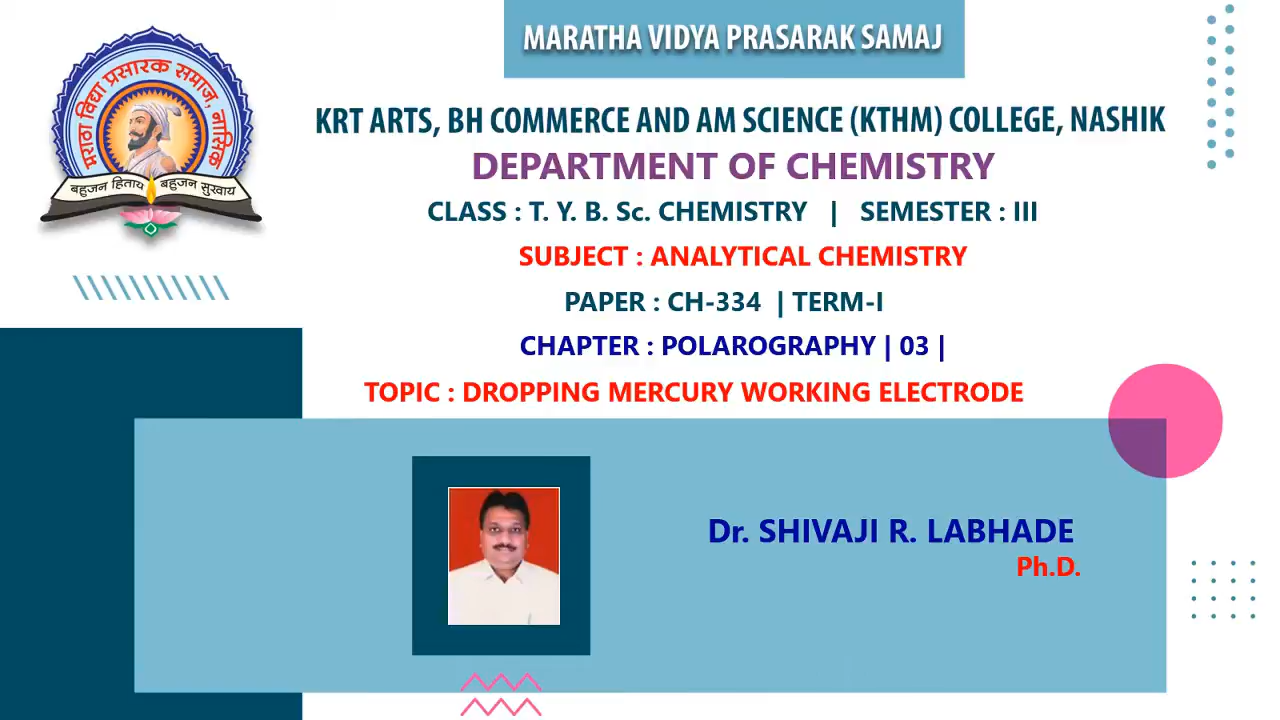 मराठा विद्या प्रसारक समाज, नाशिक
बहुजन हिताय बहुजन सुखाय
MARATHA VIDYA PRASARAK SAMAJ
KRT ARTS, BH COMMERCE AND AM SCIENCE (KTHM) COLLEGE, NASHIK
DEPARTMENT OF CHEMISTRY
CLASS : T. Y. B. Sc. CHEMISTRY | SEMESTER : III
SUBJECT : ANALYTICAL CHEMISTRY
PAPER : CH-334 | TERM-I
CHAPTER : POLAROGRAPHY | 03 |
TOPIC : DROPPING MERCURY WORKING ELECTRODE
Dr. SHIVAJI R. LABHADE
Ph.D.